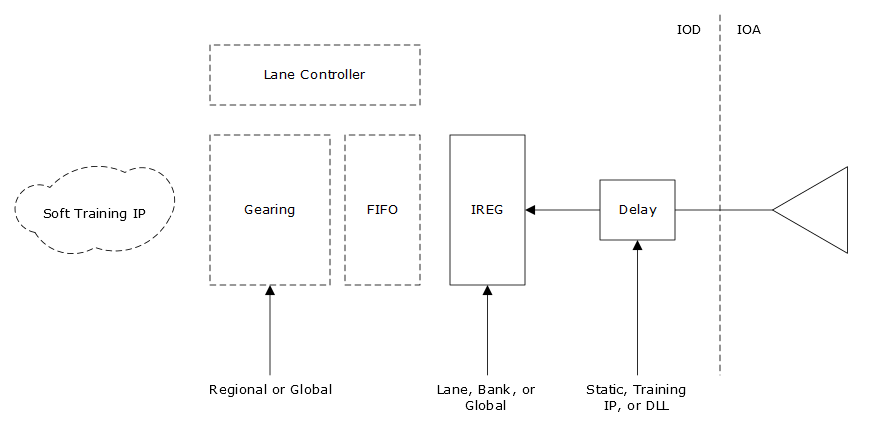 IOD
IOA
Lane Controller
Soft Training IP
Gearing
FIFO
IREG
Delay
Regional or Global
Lane, Bank, or
Global
Static, Training
IP, or DLL